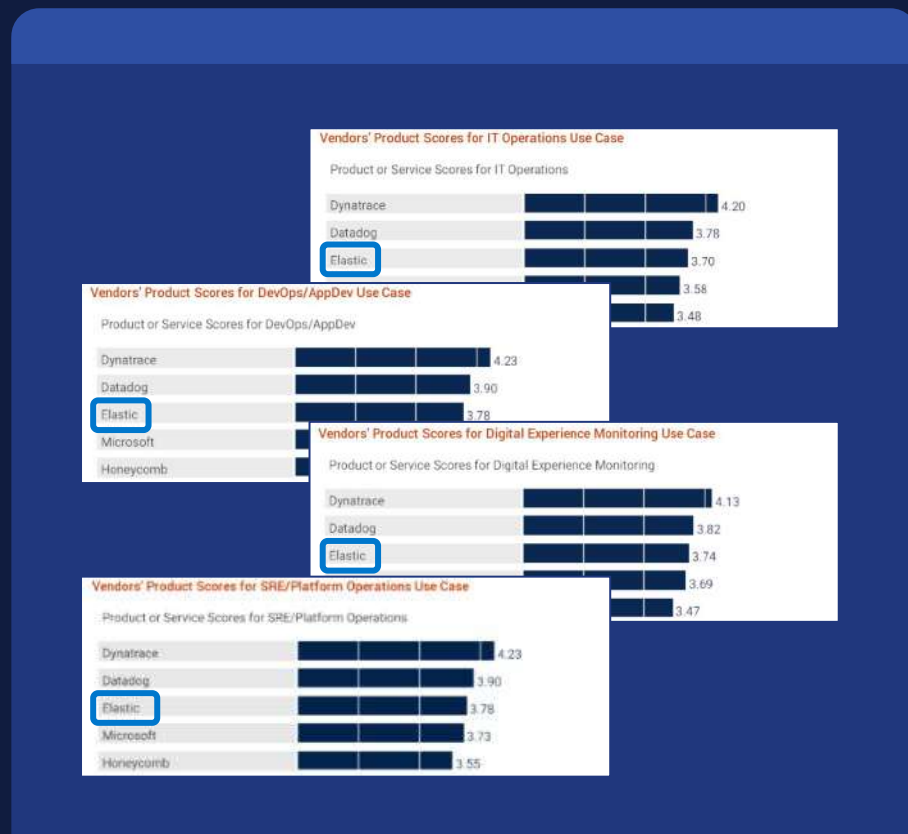 Vendors' Product Scores for IT Operations Use Case
Product or Service Scores for IT Operations
Dynatrace 4.20
Datadog 3.78
Elastic 3.70
3.58
3.48
Vendors' Product Scores for DevOps/AppDev Use Case
Product or Service Scores for DevOps/AppDev
Dynatrace 4.23
Datadog 3.90
Elastic 3.78
Microsoft
Honeycomb
Vendors' Product Scores for Digital Experience Monitoring Use Case
Product or Service Scores for Digital Experience Monitoring
Dynatrace 4.13
Datadog 3.82
Elastic 3.74
3.69
3.47
Vendors' Product Scores for SRE/Platform Operations Use Case
Product or Service Scores for SRE/Platform Operations
Dynatrace 4.23
Datadog 3.90
Elastic 3.78
Microsoft 3.73
Honeycomb 3.55